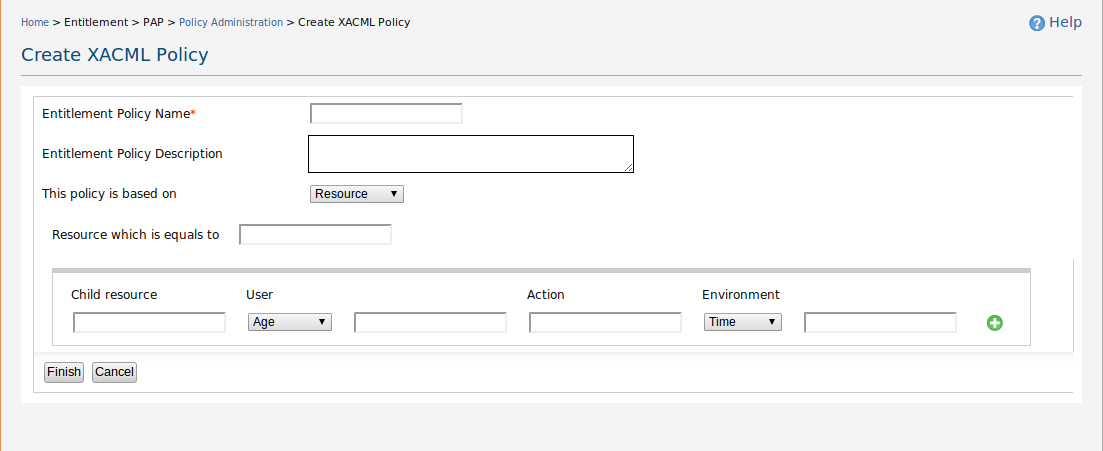 Home > Entitlement > PAP > Policy Administration > Create XACML Policy
Help
Create XACML Policy
Entitlement Policy Name*
Entitlement Policy Description
This policy is based on Resource
Resource which is equals to
Child resource User Action Environment
Age Time
Finish Cancel